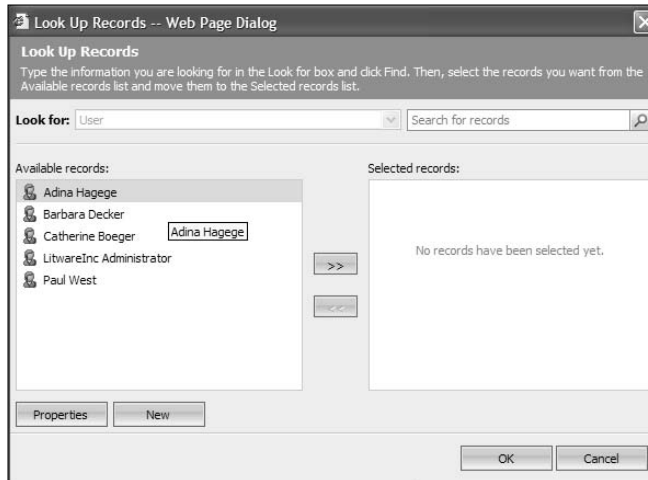 Look Up Records -- Web Page Dialog
Look Up Records
Type the information you are looking for in the Look for box and click Find. Then, select the records you want from the
Available records list and move them to the Selected records list.
Look for: User Search for records
Available records:
Adina Hagege
Barbara Decker
Catherine Boeger
Adina Hagege
LitwareInc Administrator
Paul West
Selected records:
No records have been selected yet.
>>
<<
Properties New
OK Cancel